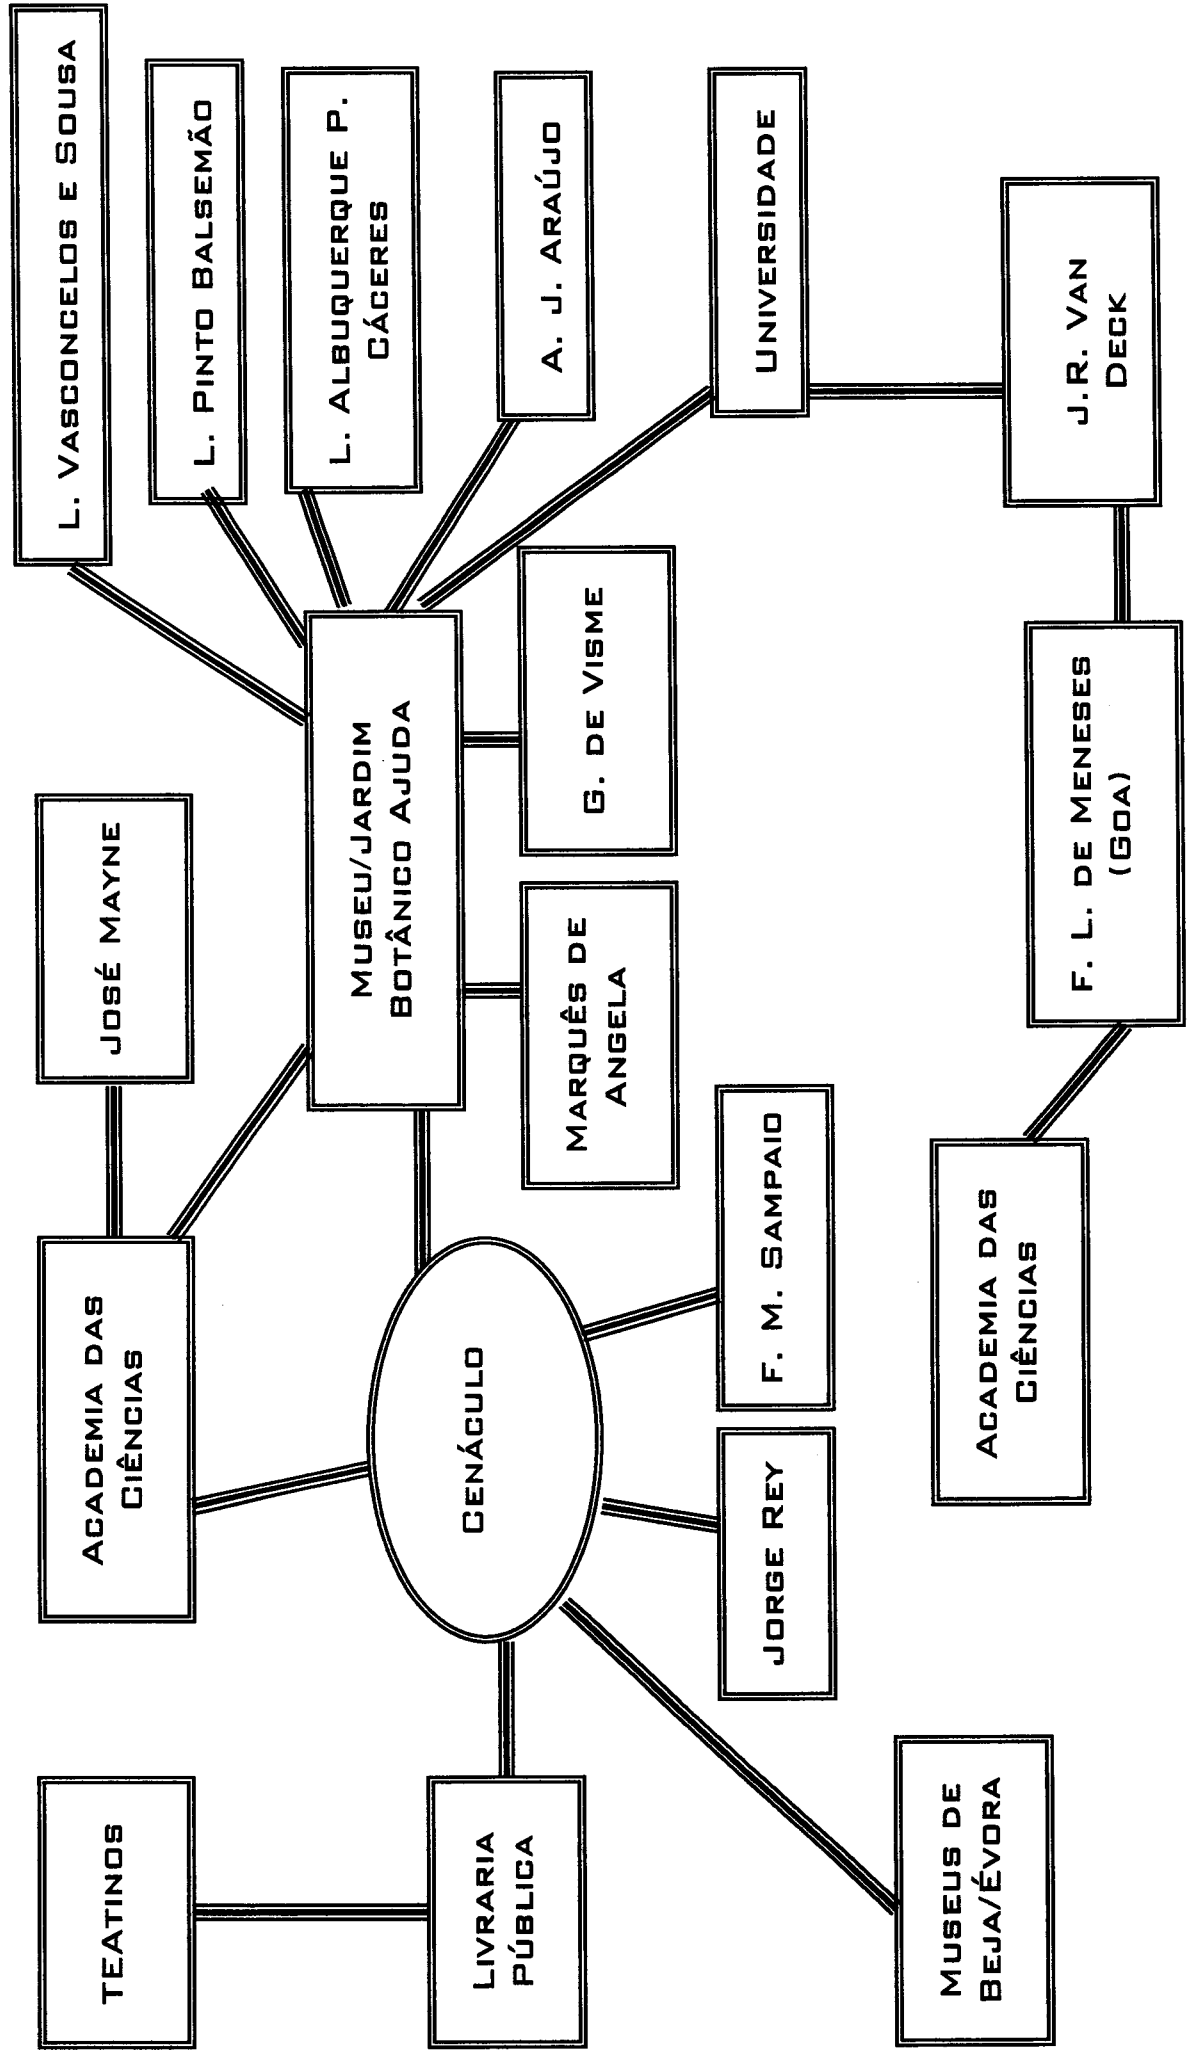 TEATINOS
ACADEMIA DAS
CIÊNCIAS
JOSÉ MAYNE
L. VASCONCELOS E SOUSA
L. PINTO BALSEMÃO
L. ALBUQUERQUE P.
CÁCERES
MUSEU/JARDIM
BOTÂNICO AJUDA
LIVRARIA
PÚBLICA
CENÁCULO
A. J. ARAÚJO
MARQUÊS DE
ANGELA
G. DE VISME
JORGE REY
F. M. SAMPAIO
UNIVERSIDADE
MUSEUS DE
BEJA/ÉVORA
ACADEMIA DAS
CIÊNCIAS
F. L. DE MENESES
(GOA)
J.R. VAN
DECK